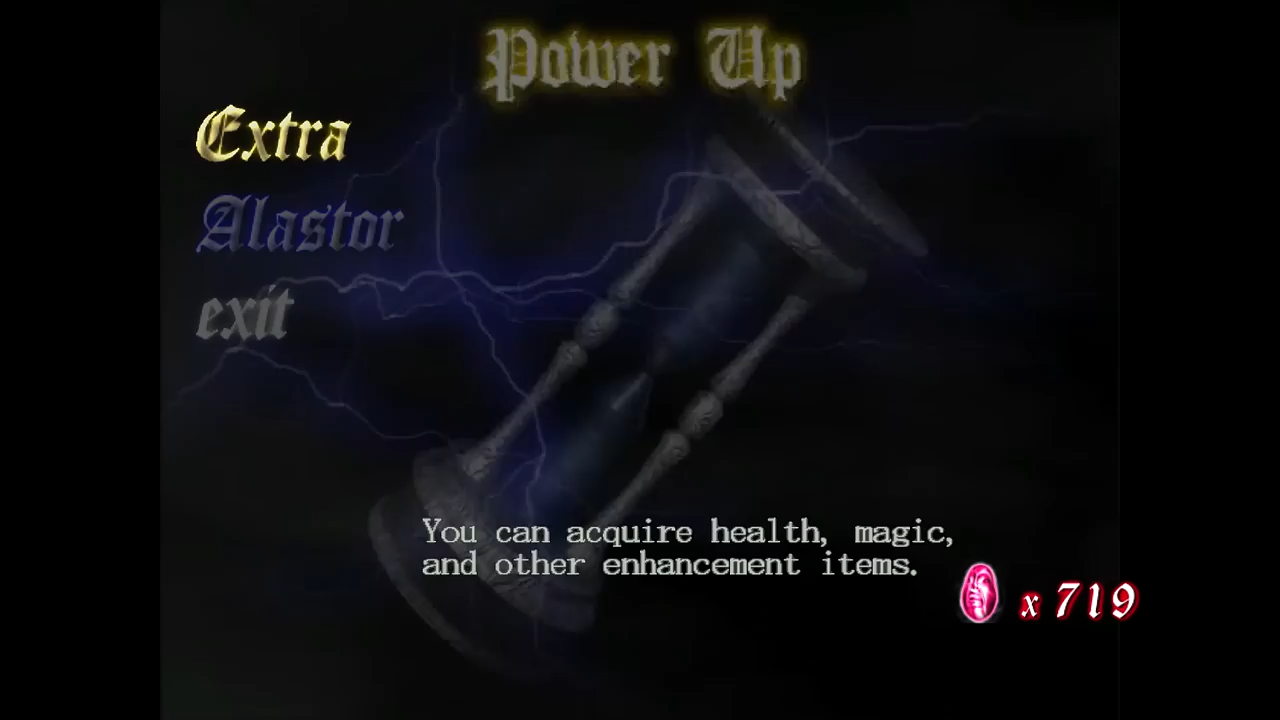 Power Up
Extra
Alastor
exit
You can acquire health, magic,
and other enhancement items.
x 719